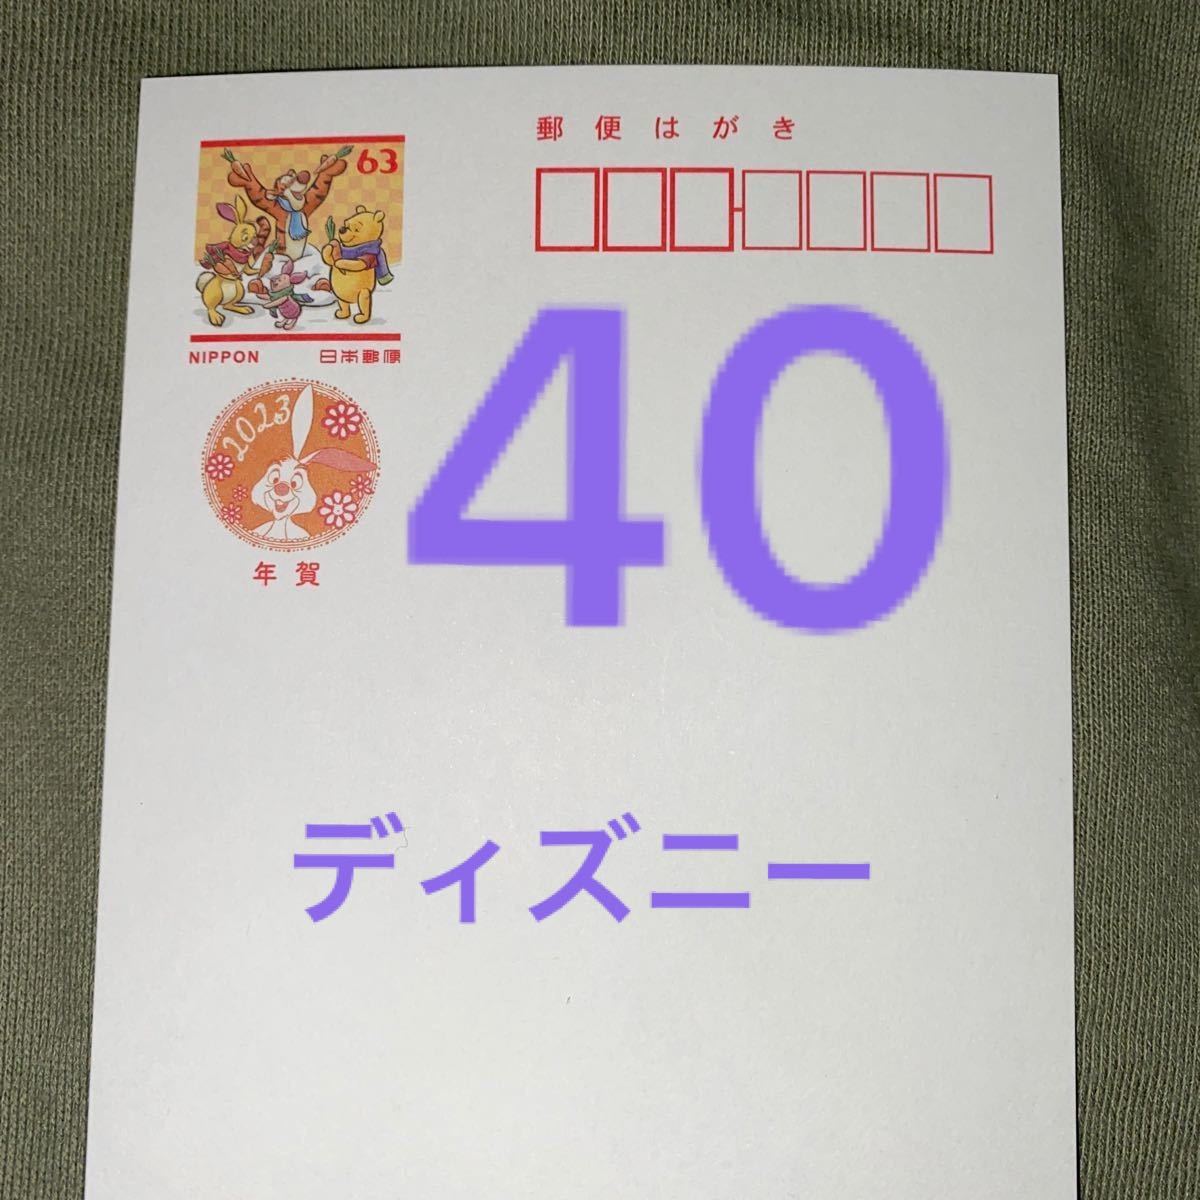 郵便はがき
63
NIPPON 日本郵便
2023
年賀
40
ディズニー